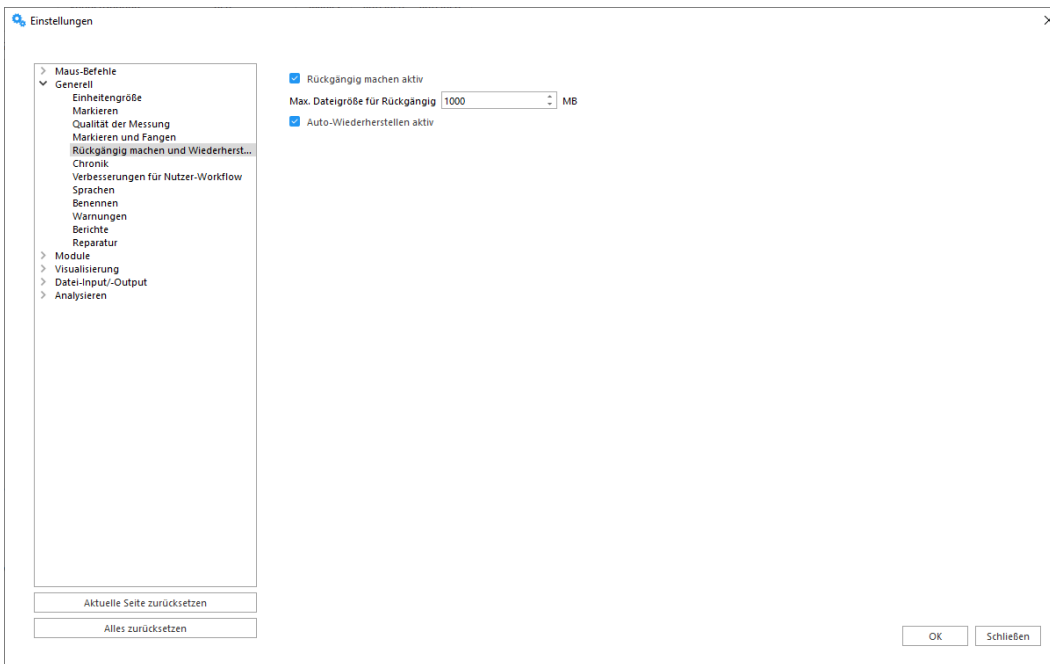 Einstellungen
Maus-Befehle
Generell
Einheitengröße
Markieren
Qualität der Messung
Markieren und Fangen
Rückgängig machen und Wiederherst...
Chronik
Verbesserungen für Nutzer-Workflow
Sprachen
Benennen
Warnungen
Berichte
Reparatur
Module
Visualisierung
Datei-Input/-Output
Analysieren
Aktuelle Seite zurücksetzen
Alles zurücksetzen
Rückgängig machen aktiv
Max. Dateigröße für Rückgängig 1000 MB
Auto-Wiederherstellen aktiv
OK Schließen